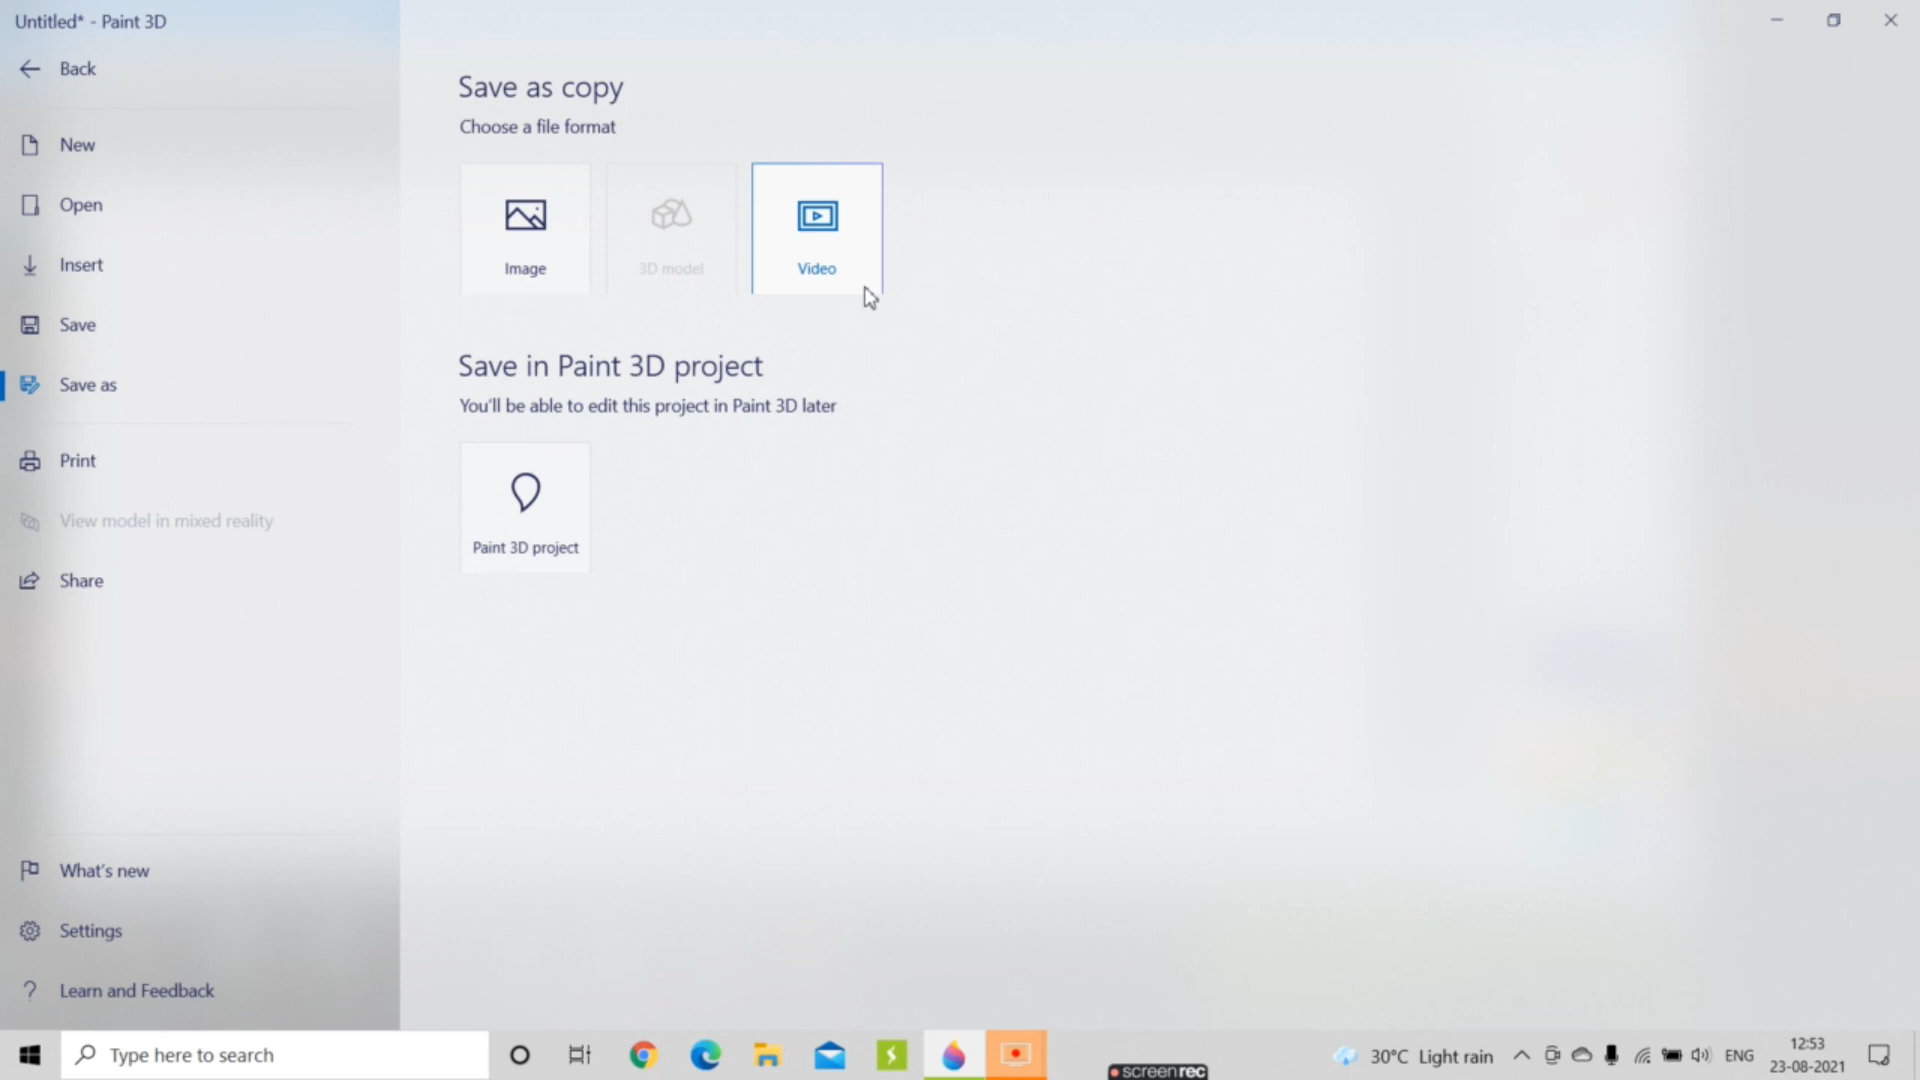 Untitled* - Paint 3D
Back
New
Open
Insert
Save
Save as
Print
View model in mixed reality
Share
What's new
Settings
Learn and Feedback
Save as copy
Choose a file format
Image
3D model
Video
Save in Paint 3D project
You'll be able to edit this project in Paint 3D later
Paint 3D project
Type here to search
screenrec
30°C Light rain
ENG
12:53
23-08-2021